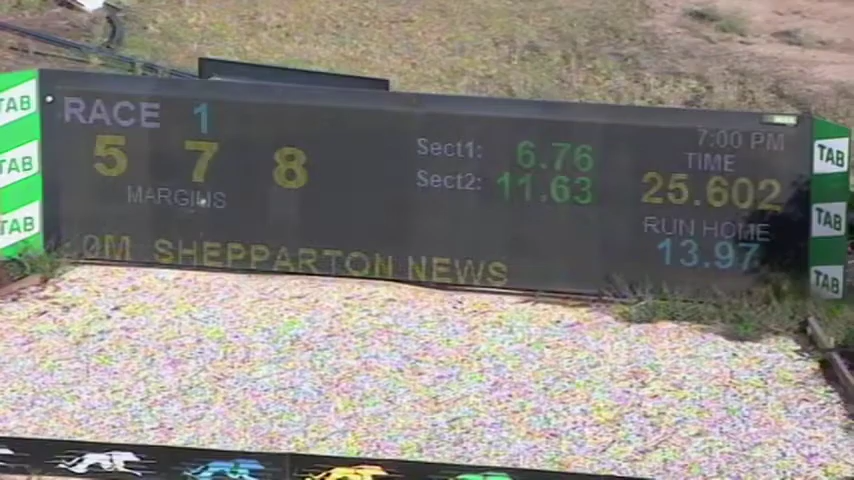 TAB
TAB
TAB
RACE 1
5 7 8
MARGINS
0M SHEPPARTON NEWS
Sect1: 6.76
Sect2: 11.63
7:00 PM
TIME
25.602
RUN HOME
13.97
TAB
TAB
TAB